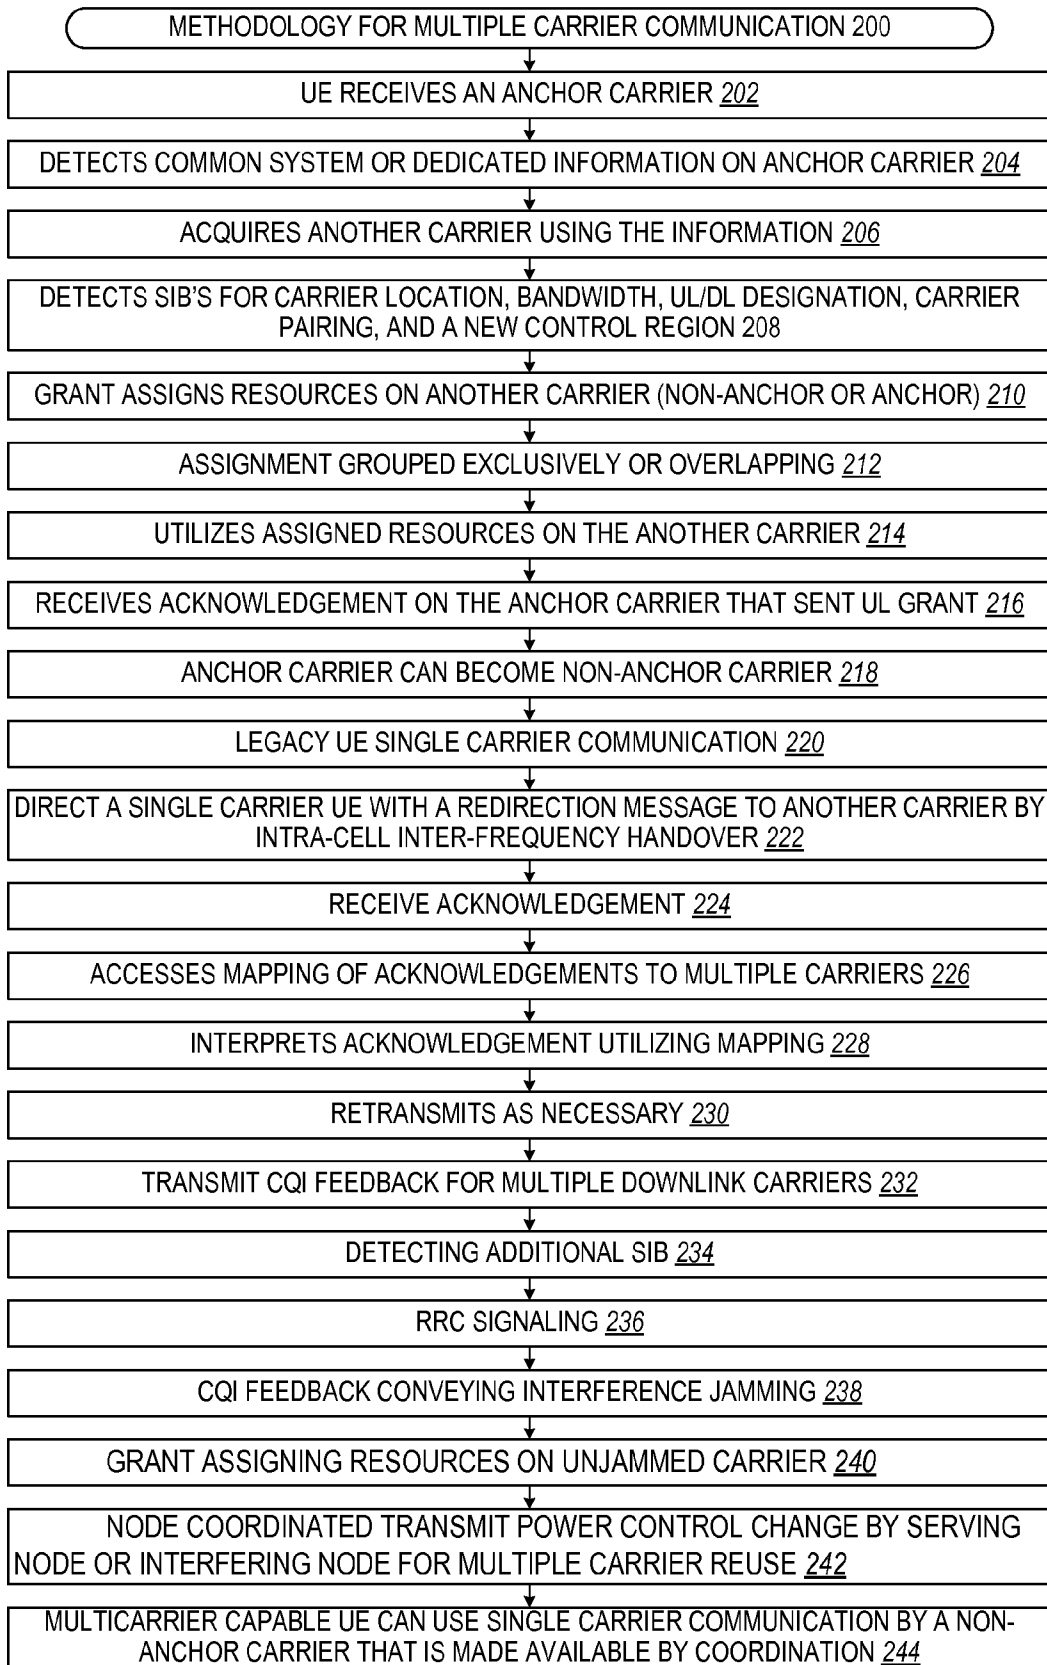 METHODOLOGY FOR MULTIPLE CARRIER COMMUNICATION 200
UE RECEIVES AN ANCHOR CARRIER 202
DETECTS COMMON SYSTEM OR DEDICATED INFORMATION ON ANCHOR CARRIER 204
ACQUIRES ANOTHER CARRIER USING THE INFORMATION 206
DETECTS SIB'S FOR CARRIER LOCATION, BANDWIDTH, UL/DL DESIGNATION, CARRIER
PAIRING, AND A NEW CONTROL REGION 208
GRANT ASSIGNS RESOURCES ON ANOTHER CARRIER (NON-ANCHOR OR ANCHOR) 210
ASSIGNMENT GROUPED EXCLUSIVELY OR OVERLAPPING 212
UTILIZES ASSIGNED RESOURCES ON THE ANOTHER CARRIER 214
RECEIVES ACKNOWLEDGEMENT ON THE ANCHOR CARRIER THAT SENT UL GRANT 216
ANCHOR CARRIER CAN BECOME NON-ANCHOR CARRIER 218
LEGACY UE SINGLE CARRIER COMMUNICATION 220
DIRECT A SINGLE CARRIER UE WITH A REDIRECTION MESSAGE TO ANOTHER CARRIER BY
INTRA-CELL INTER-FREQUENCY HANDOVER 222
RECEIVE ACKNOWLEDGEMENT 224
ACCESSES MAPPING OF ACKNOWLEDGEMENTS TO MULTIPLE CARRIERS 226
INTERPRETS ACKNOWLEDGEMENT UTILIZING MAPPING 228
RETRANSMITS AS NECESSARY 230
TRANSMIT CQI FEEDBACK FOR MULTIPLE DOWNLINK CARRIERS 232
DETECTING ADDITIONAL SIB 234
RRC SIGNALING 236
CQI FEEDBACK CONVEYING INTERFERENCE JAMMING 238
GRANT ASSIGNING RESOURCES ON UNJAMMED CARRIER 240
NODE COORDINATED TRANSMIT POWER CONTROL CHANGE BY SERVING
NODE OR INTERFERING NODE FOR MULTIPLE CARRIER REUSE 242
MULTICARRIER CAPABLE UE CAN USE SINGLE CARRIER COMMUNICATION BY A NON-
ANCHOR CARRIER THAT IS MADE AVAILABLE BY COORDINATION 244